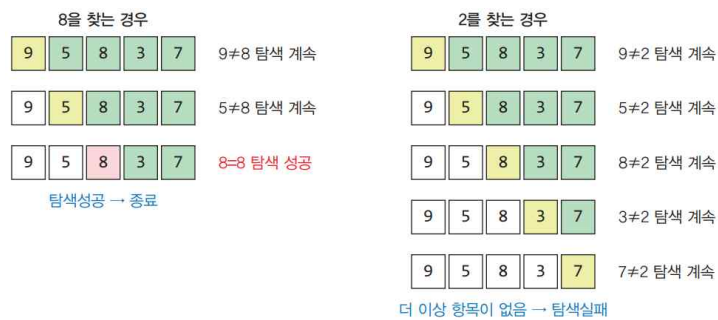 8을 찾는 경우
9 5 8 3 7 9≠8 탐색 계속
9 5 8 3 7 5≠8 탐색 계속
9 5 8 3 7 8=8 탐색 성공
탐색성공 → 종료
2를 찾는 경우
9 5 8 3 7 9≠2 탐색 계속
9 5 8 3 7 5≠2 탐색 계속
9 5 8 3 7 8≠2 탐색 계속
9 5 8 3 7 3≠2 탐색 계속
9 5 8 3 7 7≠2 탐색 계속
더 이상 항목이 없음 → 탐색실패